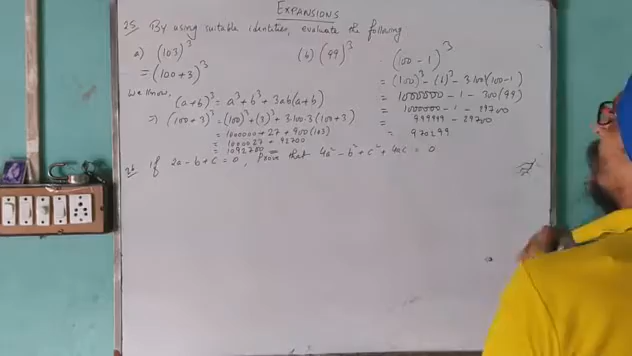 EXPANSIONS
25. By using suitable identities, evaluate the following
a) (103)³
= (100+3)³
We know,
(a+b)³ = a³+b³+3ab(a+b)
⇒ (100+3)³ = (100)³+(3)³+3·100·3(100+3)
= 1000000+27+900(103)
= 1000027 + 92700
= 1092700
(b) (99)³
(100-1)³
= (100)³-(1)³-3·100(100-1)
= 1000000-1-300(99)
= 1000000-1-29700
= 999999-29700
= 970299
26. If 2a-b+c=0, Prove that 4a²-b²+c²+4ac=0